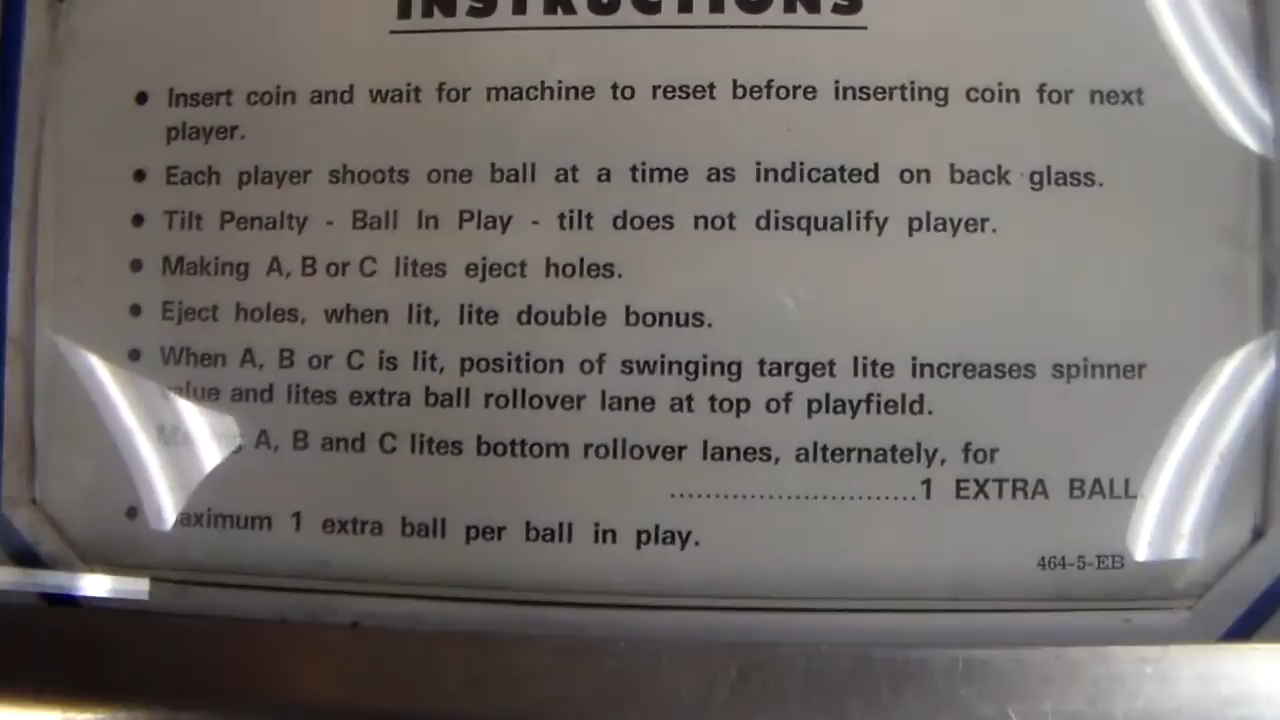 INSTRUCTIONS
• Insert coin and wait for machine to reset before inserting coin for next
player.
• Each player shoots one ball at a time as indicated on back glass.
• Tilt Penalty - Ball In Play - tilt does not disqualify player.
• Making A, B or C lites eject holes.
• Eject holes, when lit, lite double bonus.
• When A, B or C is lit, position of swinging target lite increases spinner
value and lites extra ball rollover lane at top of playfield.
Making A, B and C lites bottom rollover lanes, alternately, for
............................1 EXTRA BALL
• Maximum 1 extra ball per ball in play.
464-5-EB